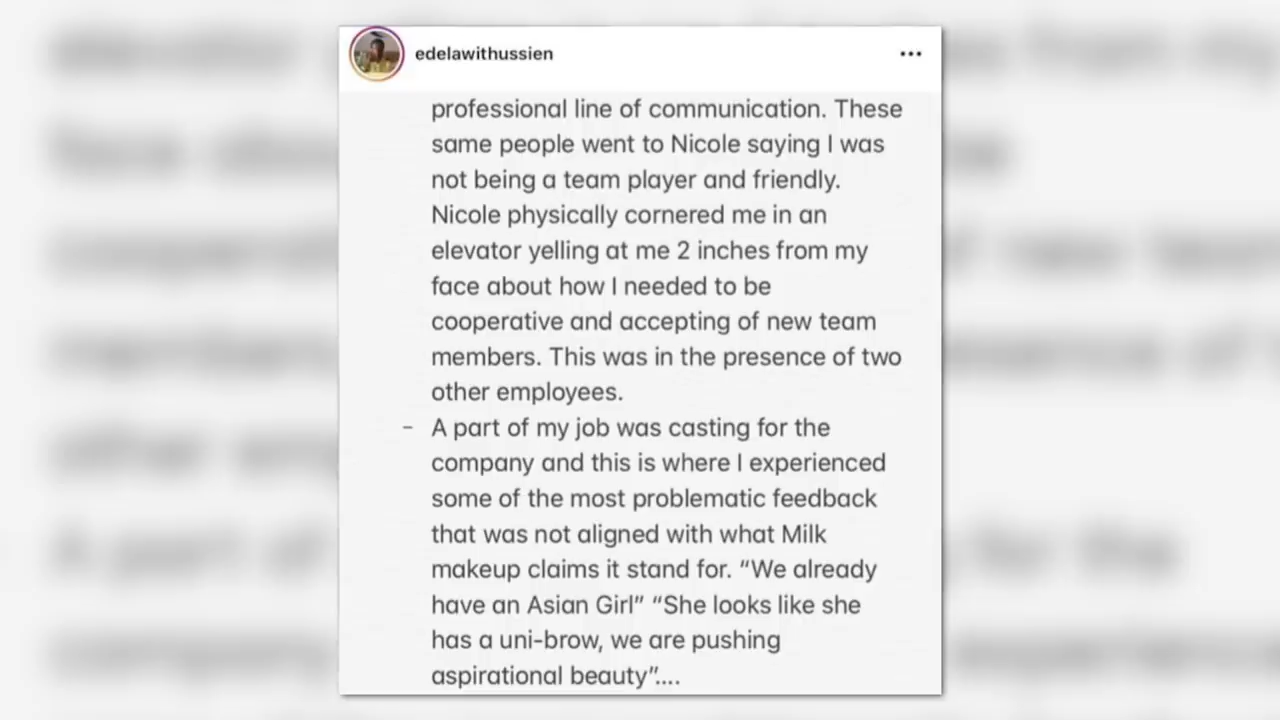 edelawithussien
professional line of communication. These
same people went to Nicole saying I was
not being a team player and friendly.
Nicole physically cornered me in an
elevator yelling at me 2 inches from my
face about how I needed to be
cooperative and accepting of new team
members. This was in the presence of two
other employees.
- A part of my job was casting for the
company and this is where I experienced
some of the most problematic feedback
that was not aligned with what Milk
makeup claims it stand for. “We already
have an Asian Girl” “She looks like she
has a uni-brow, we are pushing
aspirational beauty”....